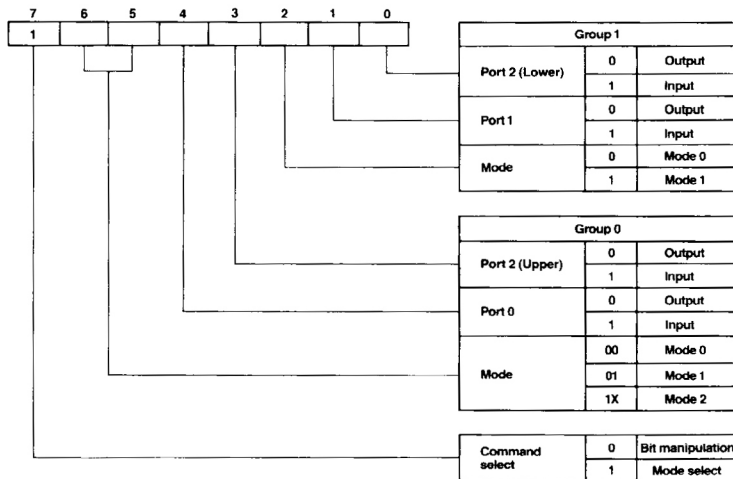 7 6 5 4 3 2 1 0
1
Group 1
Port 2 (Lower) 0 Output
1 Input
Port 1 0 Output
1 Input
Mode 0 Mode 0
1 Mode 1
Group 0
Port 2 (Upper) 0 Output
1 Input
Port 0 0 Output
1 Input
Mode 00 Mode 0
01 Mode 1
1X Mode 2
Command select 0 Bit manipulation
1 Mode select